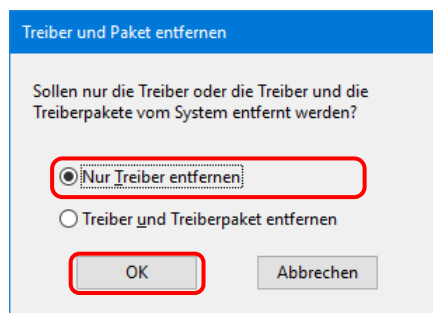 Treiber und Paket entfernen
Sollen nur die Treiber oder die Treiber und die
Treiberpakete vom System entfernt werden?
Nur Treiber entfernen
Treiber und Treiberpaket entfernen
OK Abbrechen